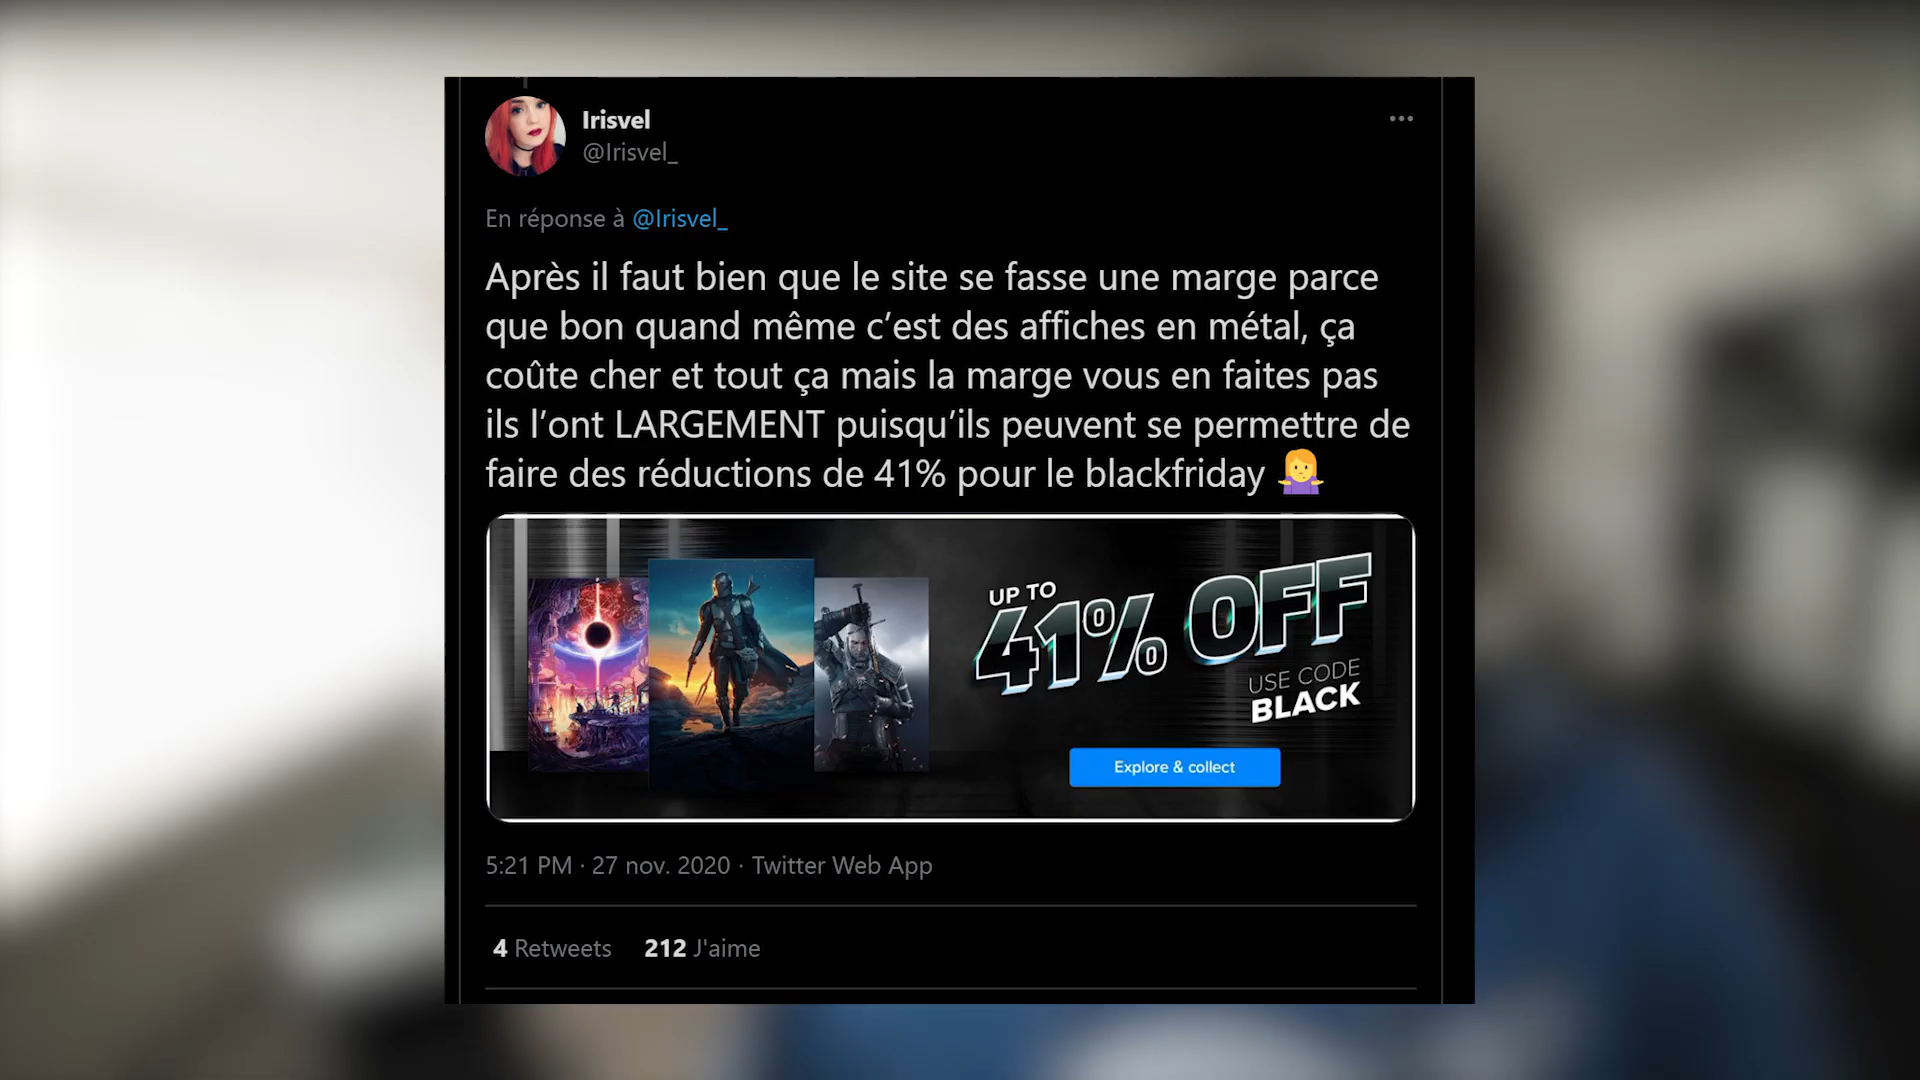 Irisvel
@Irisvel_
En réponse à @Irisvel_
Après il faut bien que le site se fasse une marge parce
que bon quand même c’est des affiches en métal, ça
coûte cher et tout ça mais la marge vous en faites pas
ils l’ont LARGEMENT puisqu’ils peuvent se permettre de
faire des réductions de 41% pour le blackfriday 🤷‍♀️
UP TO
41% OFF
USE CODE
BLACK
Explore & collect
5:21 PM · 27 nov. 2020 · Twitter Web App
4 Retweets 212 J'aime